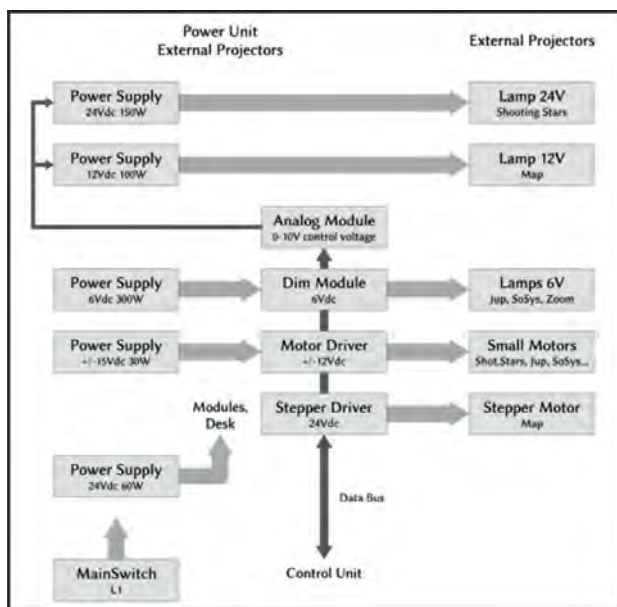 Power Unit
External Projectors
External Projectors
Power Supply
24Vdc 150W
Lamp 24V
Shooting Stars
Power Supply
12Vdc 100W
Lamp 12V
Map
Analog Module
0-10V control voltage
Power Supply
6Vdc 300W
Dim Module
6Vdc
Lamps 6V
Jup, SoSys, Zoom
Power Supply
+/-15Vdc 30W
Motor Driver
+/-12Vdc
Small Motors
Shot.Stars, Jup, SoSys...
Modules,
Desk
Stepper Driver
24Vdc
Stepper Motor
Map
Power Supply
24Vdc 60W
Data Bus
MainSwitch
L1
Control Unit